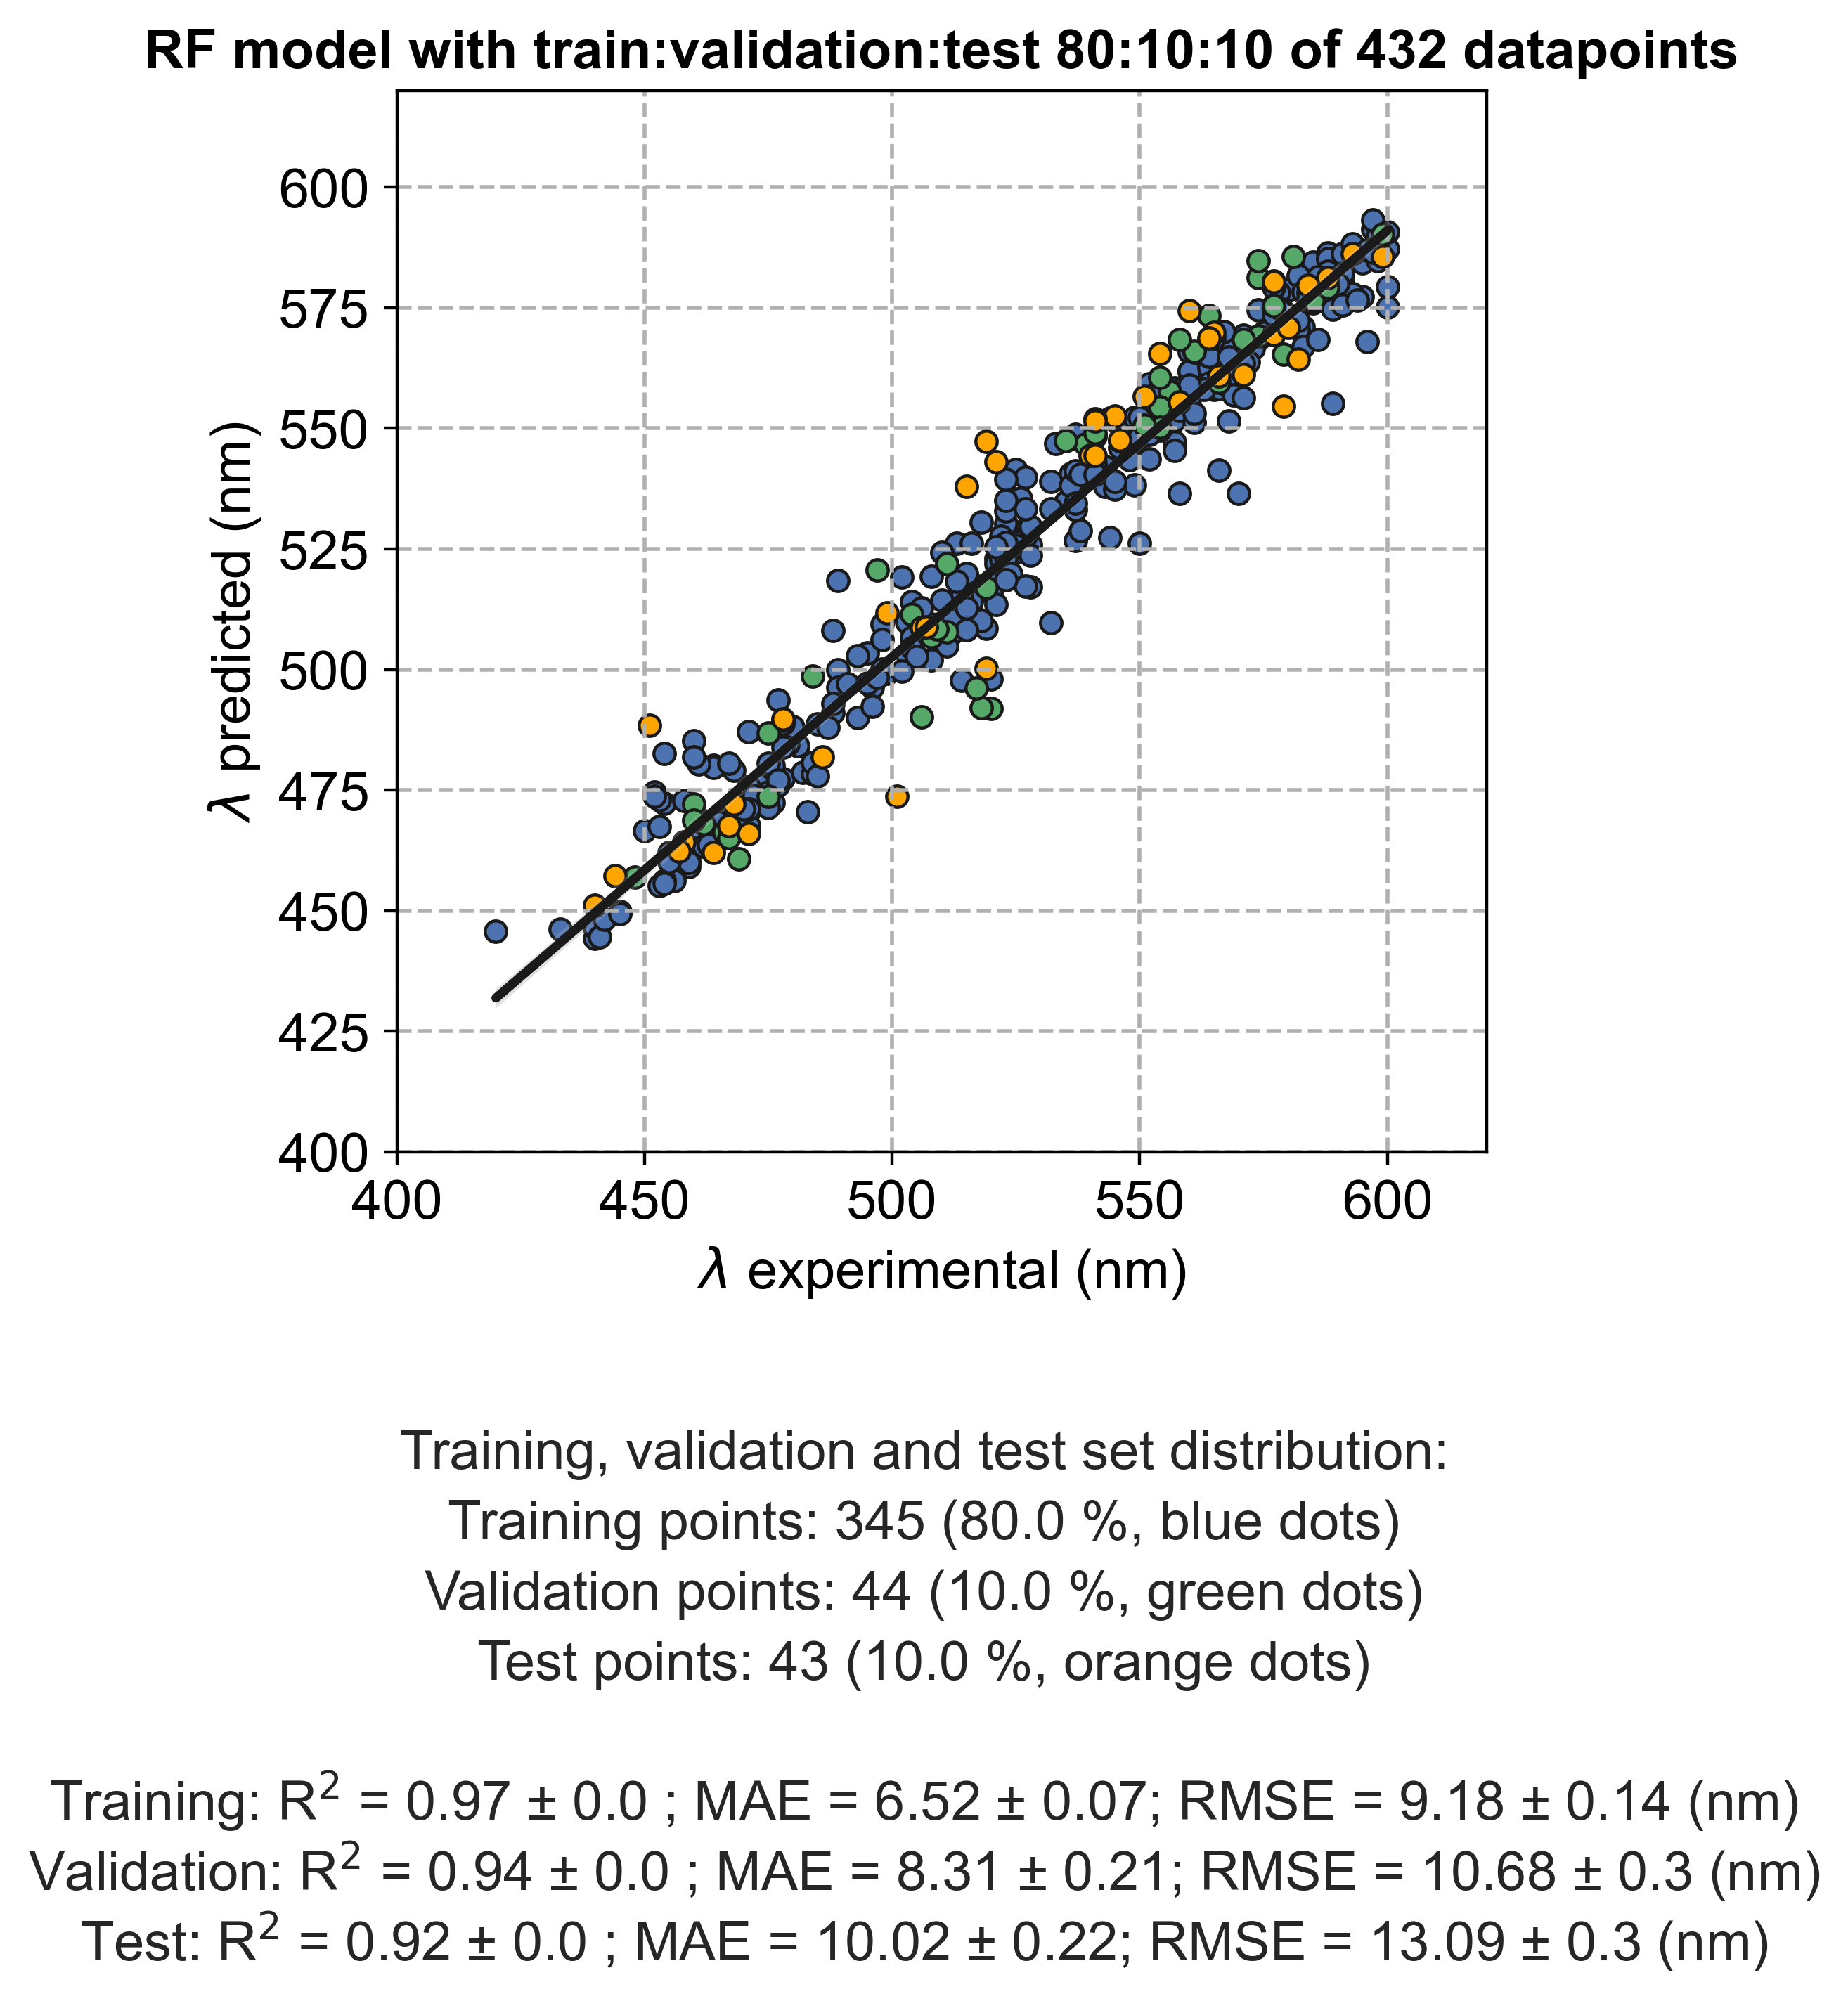 RF model with train:validation:test 80:10:10 of 432 datapoints
600
575
550
525
500
475
450
425
400
λ predicted (nm)
400 450 500 550 600
λ experimental (nm)
Training, validation and test set distribution:
Training points: 345 (80.0 %, blue dots)
Validation points: 44 (10.0 %, green dots)
Test points: 43 (10.0 %, orange dots)
Training: R² = 0.97 ± 0.0 ; MAE = 6.52 ± 0.07; RMSE = 9.18 ± 0.14 (nm)
Validation: R² = 0.94 ± 0.0 ; MAE = 8.31 ± 0.21; RMSE = 10.68 ± 0.3 (nm)
Test: R² = 0.92 ± 0.0 ; MAE = 10.02 ± 0.22; RMSE = 13.09 ± 0.3 (nm)